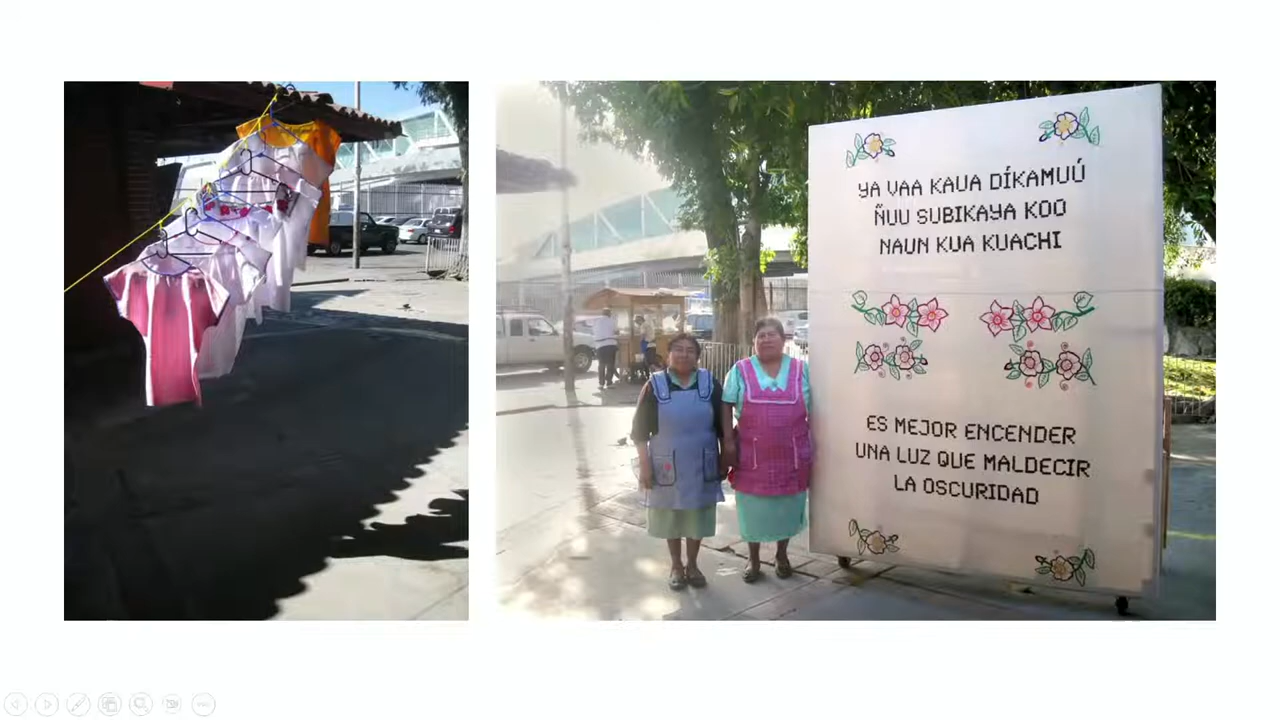 YA VAA KAUA DÍKAMUÚ
ÑUU SUBIKAYA KOO
NAUN KUA KUACHI
ES MEJOR ENCENDER
UNA LUZ QUE MALDECIR
LA OSCURIDAD